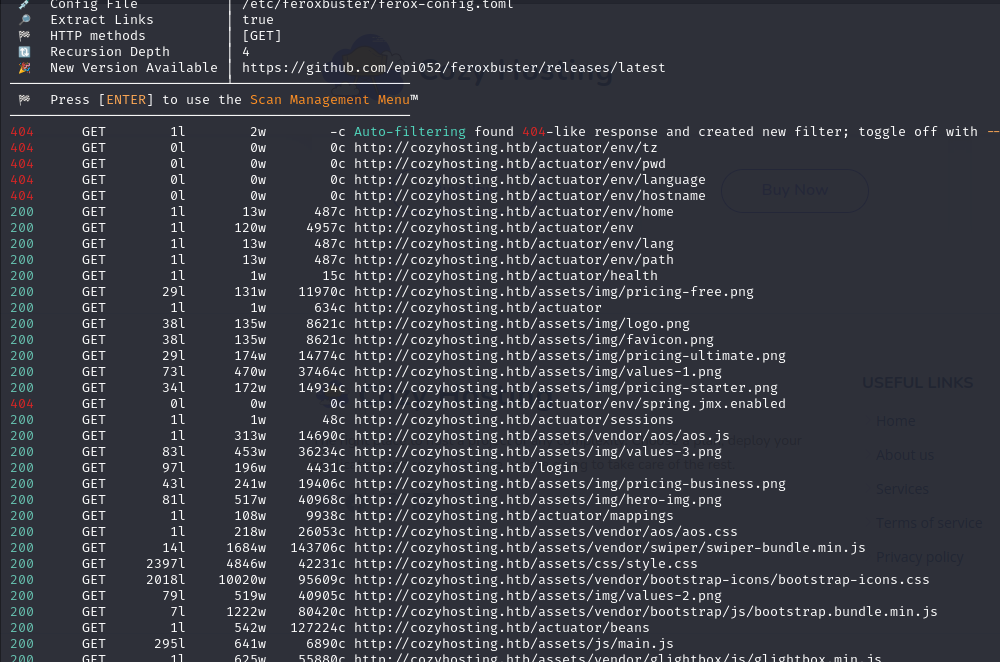 Config File │ /etc/feroxbuster/ferox-config.toml
Extract Links │ true
HTTP methods │ [GET]
Recursion Depth │ 4
New Version Available │ https://github.com/epi052/feroxbuster/releases/latest
Cozy Hosting
Press [ENTER] to use the Scan Management Menu™
404 GET 1l 2w -c Auto-filtering found 404-like response and created new filter; toggle off with --
404 GET 0l 0w 0c http://cozyhosting.htb/actuator/env/tz
404 GET 0l 0w 0c http://cozyhosting.htb/actuator/env/pwd
404 GET 0l 0w 0c http://cozyhosting.htb/actuator/env/language
404 GET 0l 0w 0c http://cozyhosting.htb/actuator/env/hostname
Buy Now
200 GET 1l 13w 487c http://cozyhosting.htb/actuator/env/home
200 GET 1l 120w 4957c http://cozyhosting.htb/actuator/env
200 GET 1l 13w 487c http://cozyhosting.htb/actuator/env/lang
200 GET 1l 13w 487c http://cozyhosting.htb/actuator/env/path
200 GET 1l 1w 15c http://cozyhosting.htb/actuator/health
200 GET 29l 131w 11970c http://cozyhosting.htb/assets/img/pricing-free.png
200 GET 1l 1w 634c http://cozyhosting.htb/actuator
200 GET 38l 135w 8621c http://cozyhosting.htb/assets/img/logo.png
200 GET 38l 135w 8621c http://cozyhosting.htb/assets/img/favicon.png
200 GET 29l 174w 14774c http://cozyhosting.htb/assets/img/pricing-ultimate.png
200 GET 73l 470w 37464c http://cozyhosting.htb/assets/img/values-1.png
200 GET 34l 172w 14934c http://cozyhosting.htb/assets/img/pricing-starter.png
USEFUL LINKS
404 GET 0l 0w 0c http://cozyhosting.htb/actuator/env/spring.jmx.enabled
200 GET 1l 1w 48c http://cozyhosting.htb/actuator/sessions
Home
200 GET 1l 313w 14690c http://cozyhosting.htb/assets/vendor/aos/aos.js
deploy your
200 GET 83l 453w 36234c http://cozyhosting.htb/assets/img/values-3.png
About us
200 GET 97l 196w 4431c http://cozyhosting.htb/login
to take care of the rest.
200 GET 43l 241w 19406c http://cozyhosting.htb/assets/img/pricing-business.png
Services
200 GET 81l 517w 40968c http://cozyhosting.htb/assets/img/hero-img.png
200 GET 1l 108w 9938c http://cozyhosting.htb/actuator/mappings
Terms of service
200 GET 1l 218w 26053c http://cozyhosting.htb/assets/vendor/aos/aos.css
200 GET 14l 1684w 143706c http://cozyhosting.htb/assets/vendor/swiper/swiper-bundle.min.js
Privacy policy
200 GET 2397l 4846w 42231c http://cozyhosting.htb/assets/css/style.css
200 GET 2018l 10020w 95609c http://cozyhosting.htb/assets/vendor/bootstrap-icons/bootstrap-icons.css
200 GET 79l 519w 40905c http://cozyhosting.htb/assets/img/values-2.png
200 GET 7l 1222w 80420c http://cozyhosting.htb/assets/vendor/bootstrap/js/bootstrap.bundle.min.js
200 GET 1l 542w 127224c http://cozyhosting.htb/actuator/beans
200 GET 295l 641w 6890c http://cozyhosting.htb/assets/js/main.js
200 GET 1l 625w 55880c http://cozyhosting.htb/assets/vendor/glightbox/js/glightbox.min.js